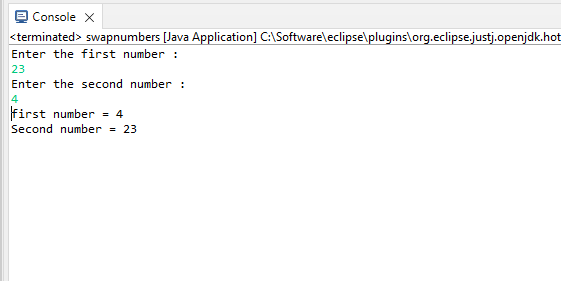 Console
<terminated> swapnumbers [Java Application] C:\Software\eclipse\plugins\org.eclipse.justj.openjdk.hot
Enter the first number :
23
Enter the second number :
4
first number = 4
Second number = 23